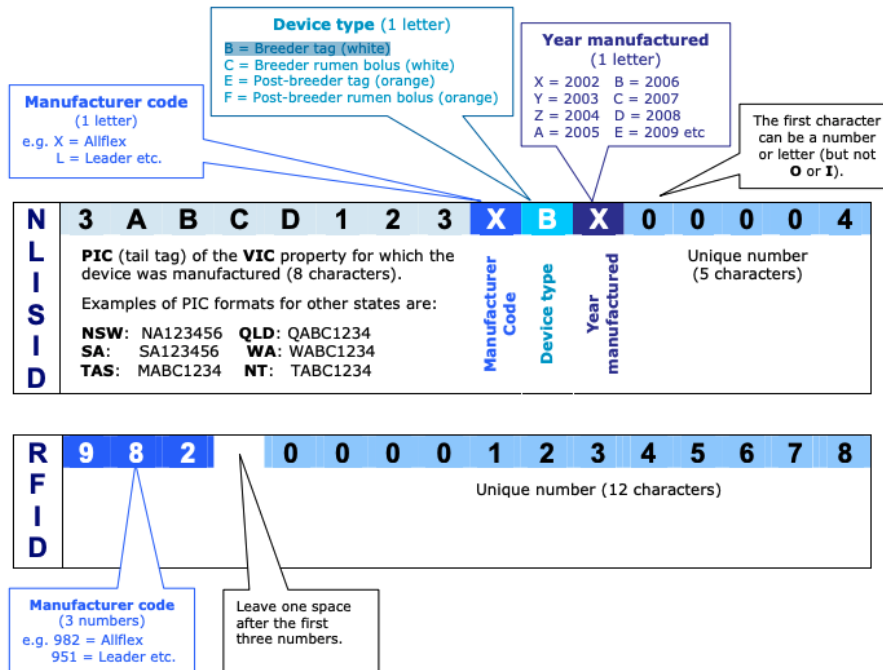 Device type (1 letter)
B = Breeder tag (white)
C = Breeder rumen bolus (white)
E = Post-breeder tag (orange)
F = Post-breeder rumen bolus (orange)
Year manufactured
(1 letter)
X = 2002 B = 2006
Y = 2003 C = 2007
Z = 2004 D = 2008
A = 2005 E = 2009 etc
Manufacturer code
(1 letter)
e.g. X = Allflex
L = Leader etc.
The first character
can be a number
or letter (but not
O or I).
NLISID
3 A B C D 1 2 3 X B X 0 0 0 0 4
PIC (tail tag) of the VIC property for which the
device was manufactured (8 characters).
Examples of PIC formats for other states are:
NSW: NA123456 QLD: QABC1234
SA: SA123456 WA: WABC1234
TAS: MABC1234 NT: TABC1234
Manufacturer
Code
Device type
Year
manufactured
Unique number
(5 characters)
RFID
9 8 2 0 0 0 0 1 2 3 4 5 6 7 8
Unique number (12 characters)
Manufacturer code
(3 numbers)
e.g. 982 = Allflex
951 = Leader etc.
Leave one space
after the first
three numbers.